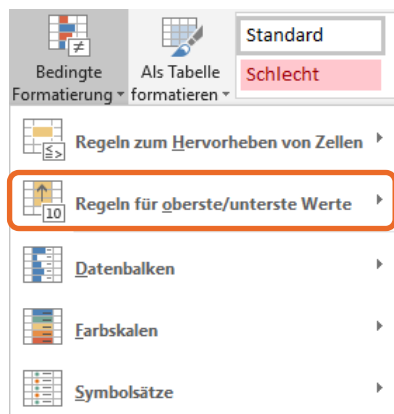 Bedingte
Formatierung
Als Tabelle
formatieren
Standard
Schlecht
≠
Regeln zum Hervorheben von Zellen
≤>
Regeln für oberste/unterste Werte
10
Datenbalken
Farbskalen
Symbolsätze